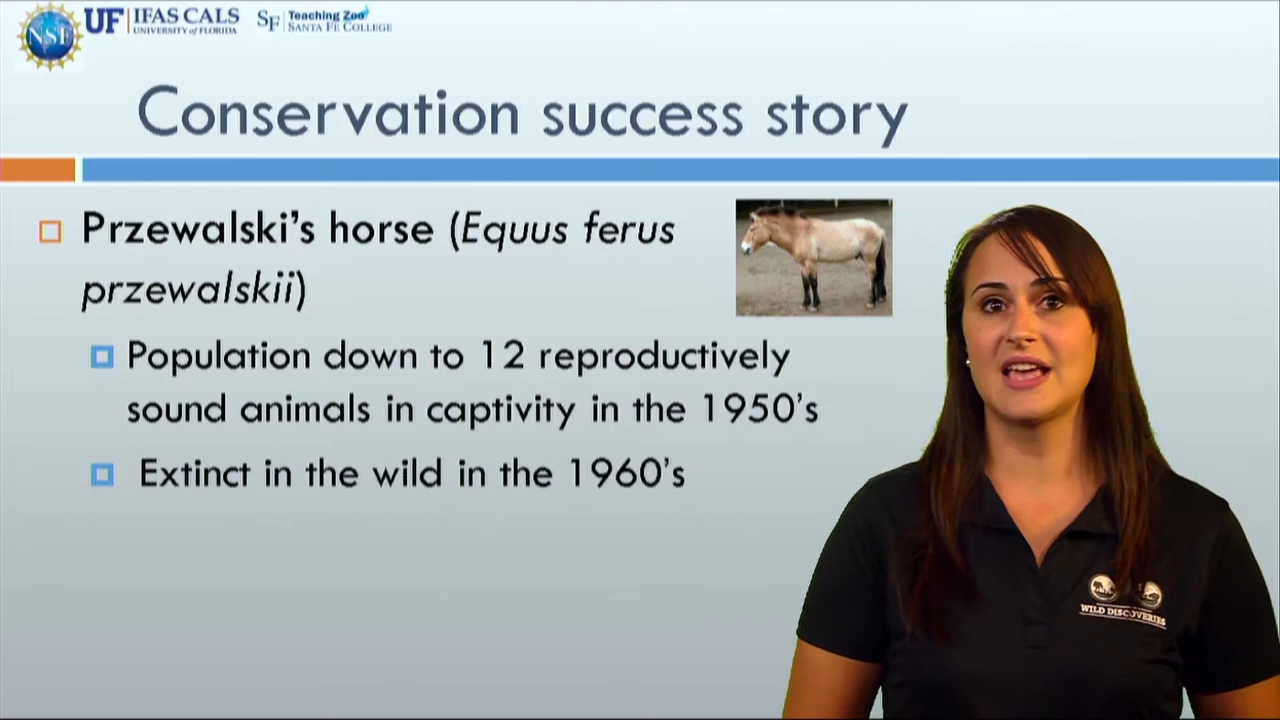 NSF
UF IFAS CALS
UNIVERSITY of FLORIDA
SF Teaching Zoo
SANTA FE COLLEGE
Conservation success story
Przewalski's horse (Equus ferus
przewalskii)
Population down to 12 reproductively
sound animals in captivity in the 1950's
Extinct in the wild in the 1960's
WILD DISCOVERIES